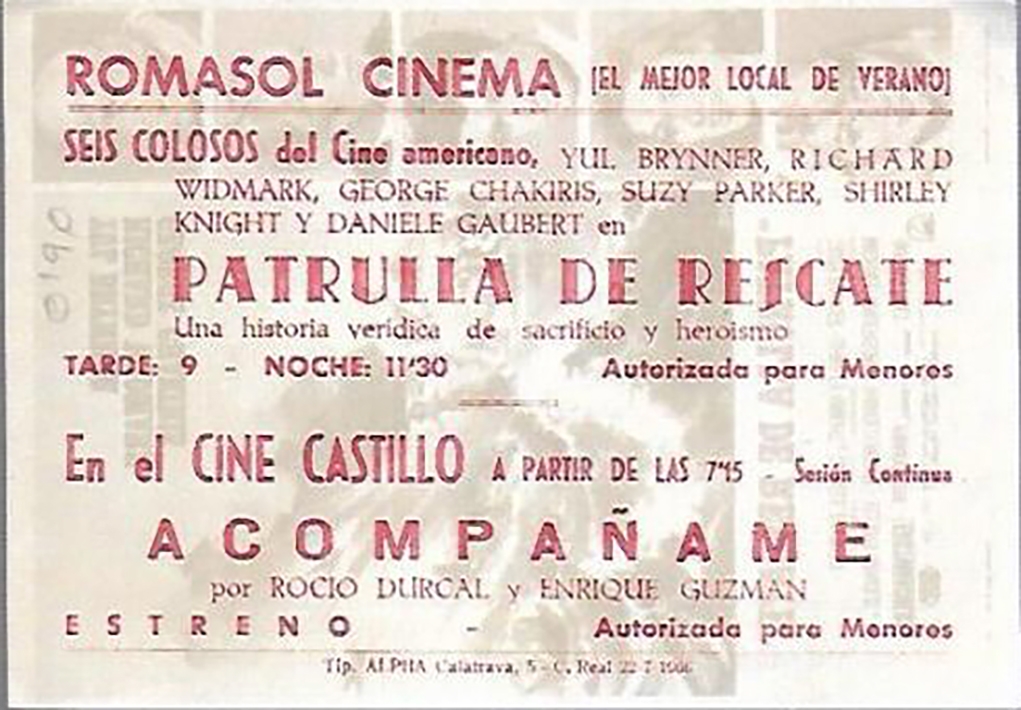 ROMASOL CINEMA [EL MEJOR LOCAL DE VERANO]
SEIS COLOSOS del Cine americano, YUL BRYNNER, RICHARD
WIDMARK, GEORGE CHAKIRIS, SUZY PARKER, SHIRLEY
KNIGHT Y DANIELE GAUBERT en
PATRULLA DE RESCATE
Una historia verídica de sacrificio y heroismo
TARDE: 9 - NOCHE: 11'30 Autorizada para Menores
En el CINE CASTILLO A PARTIR DE LAS 7'15 - Sesión Contínua
ACOMPAÑAME
por ROCIO DURCAL y ENRIQUE GUZMAN
ESTRENO - Autorizada para Menores
Tip. ALPHA Calatrava, 5 - C. Real 22-7-1966
0190